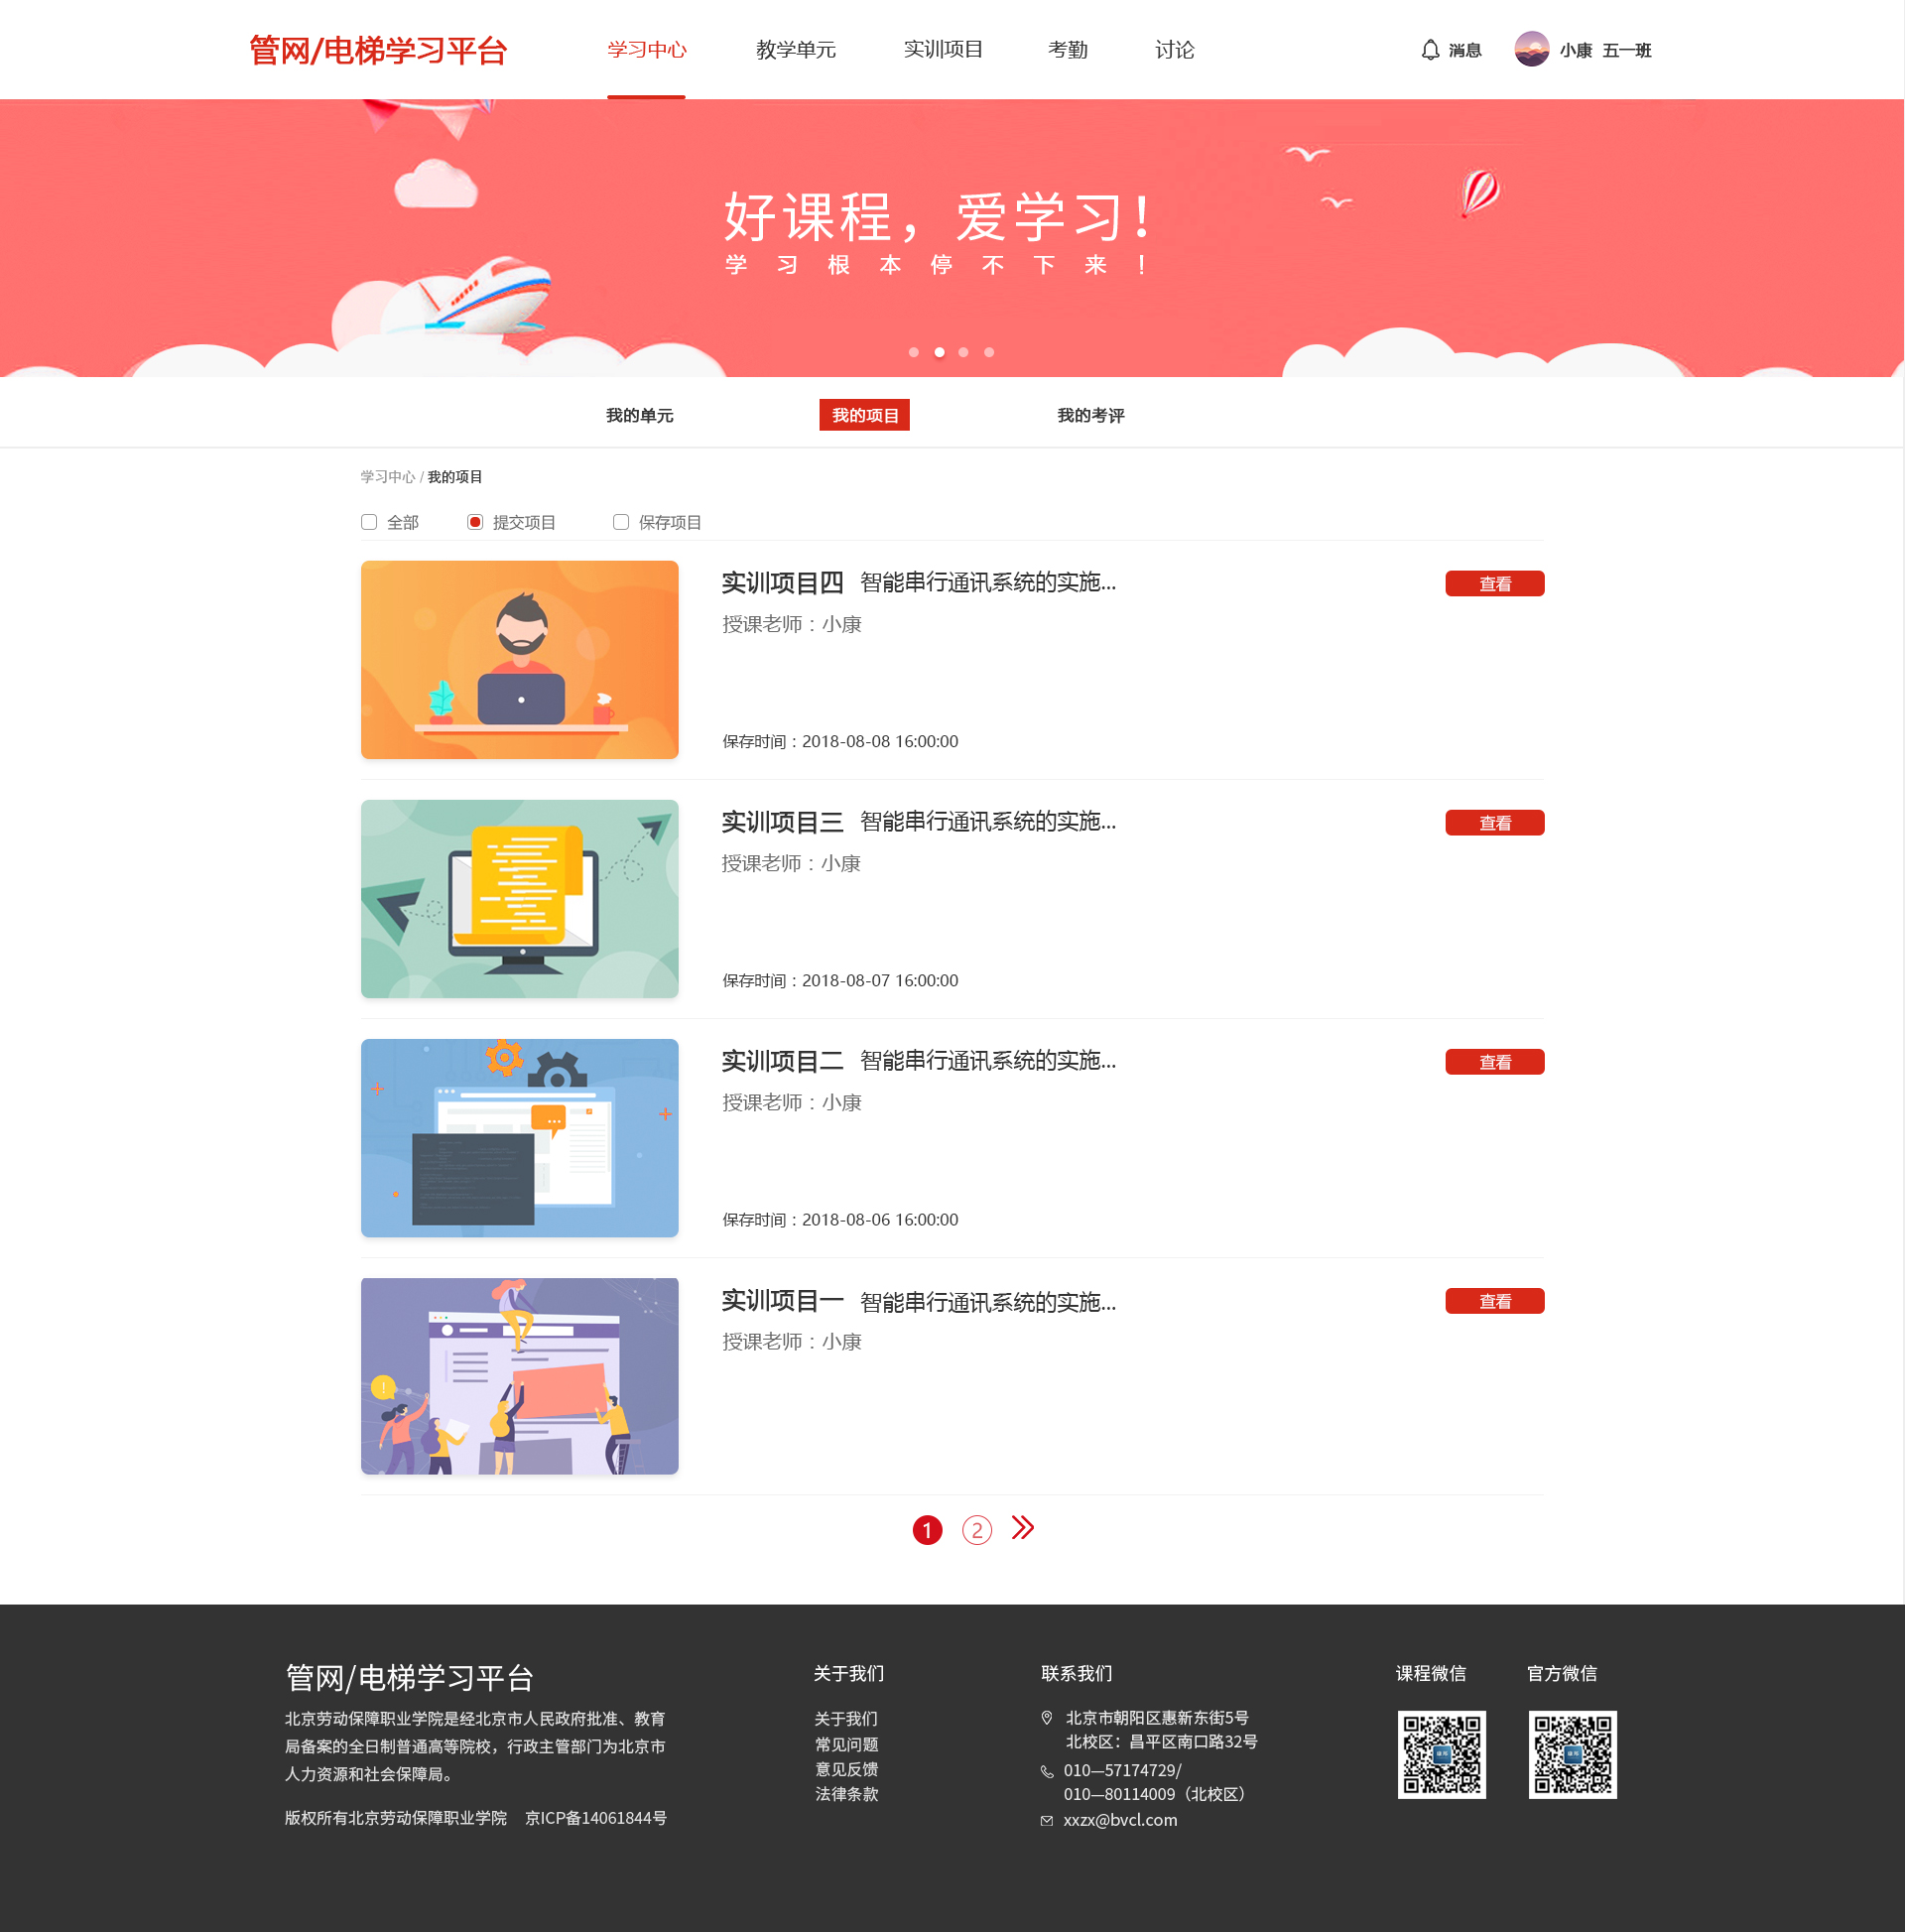 管网/电梯学习平台 学习中心 教学单元 实训项目 考勤 讨论 消息 小康 五一班
好课程，爱学习！
学习根本停不下来！
我的单元 我的项目 我的考评
学习中心 / 我的项目
全部 提交项目 保存项目
实训项目四 智能串行通讯系统的实施... 查看
授课老师：小康
保存时间：2018-08-08 16:00:00
实训项目三 智能串行通讯系统的实施... 查看
授课老师：小康
保存时间：2018-08-07 16:00:00
实训项目二 智能串行通讯系统的实施... 查看
授课老师：小康
保存时间：2018-08-06 16:00:00
实训项目一 智能串行通讯系统的实施... 查看
授课老师：小康
1 2
管网/电梯学习平台
北京劳动保障职业学院是经北京市人民政府批准、教育
局备案的全日制普通高等院校，行政主管部门为北京市
人力资源和社会保障局。
版权所有北京劳动保障职业学院 京ICP备14061844号
关于我们
关于我们
常见问题
意见反馈
法律条款
联系我们
北京市朝阳区惠新东街5号
北校区：昌平区南口路32号
010—57174729/
010—80114009（北校区）
xxzx@bvcl.com
课程微信 官方微信